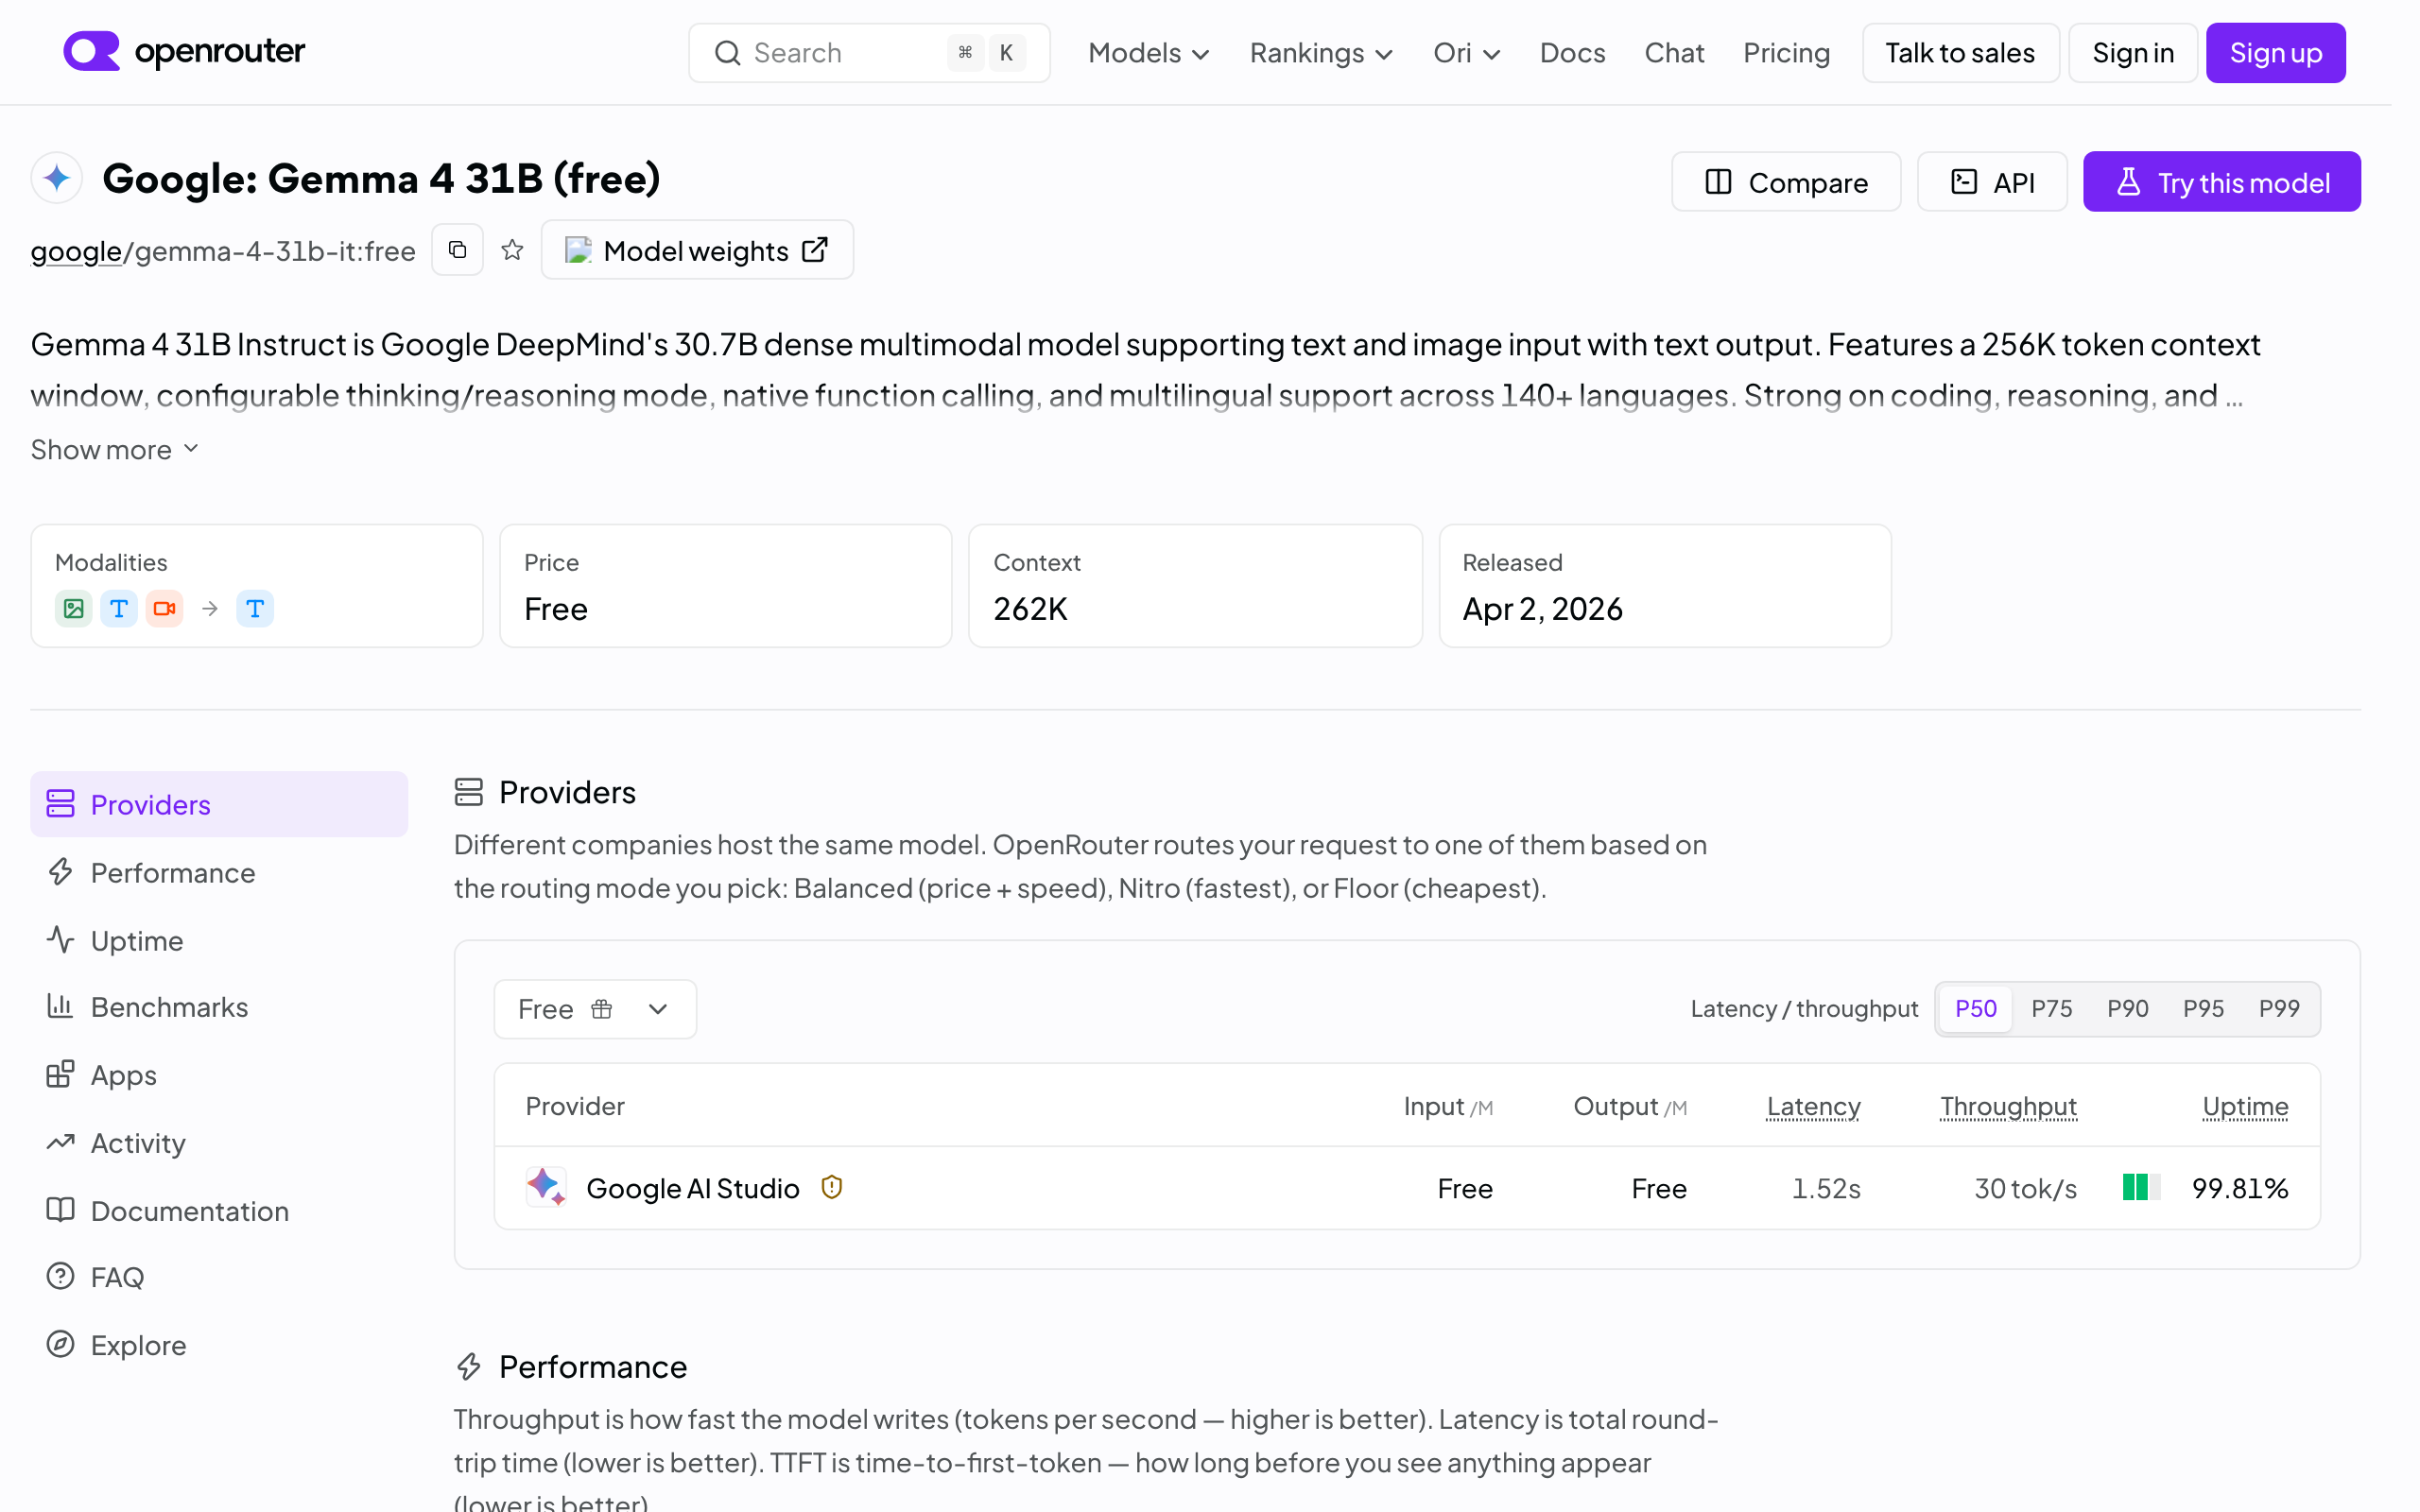 openrouter
Search ⌘ K
Models Rankings Ori Docs Chat Pricing Talk to sales Sign in Sign up
Google: Gemma 4 31B (free)
Compare API Try this model
google/gemma-4-31b-it:free Model weights
Gemma 4 31B Instruct is Google DeepMind's 30.7B dense multimodal model supporting text and image input with text output. Features a 256K token context
window, configurable thinking/reasoning mode, native function calling, and multilingual support across 140+ languages. Strong on coding, reasoning, and ...
Show more
Modalities
Price
Free
Context
262K
Released
Apr 2, 2026
Providers
Performance
Uptime
Benchmarks
Apps
Activity
Documentation
FAQ
Explore
Providers
Different companies host the same model. OpenRouter routes your request to one of them based on
the routing mode you pick: Balanced (price + speed), Nitro (fastest), or Floor (cheapest).
Free
Latency / throughput P50 P75 P90 P95 P99
Provider Input /M Output /M Latency Throughput Uptime
Google AI Studio Free Free 1.52s 30 tok/s 99.81%
Performance
Throughput is how fast the model writes (tokens per second — higher is better). Latency is total round-
trip time (lower is better). TTFT is time-to-first-token — how long before you see anything appear
(lower is better).